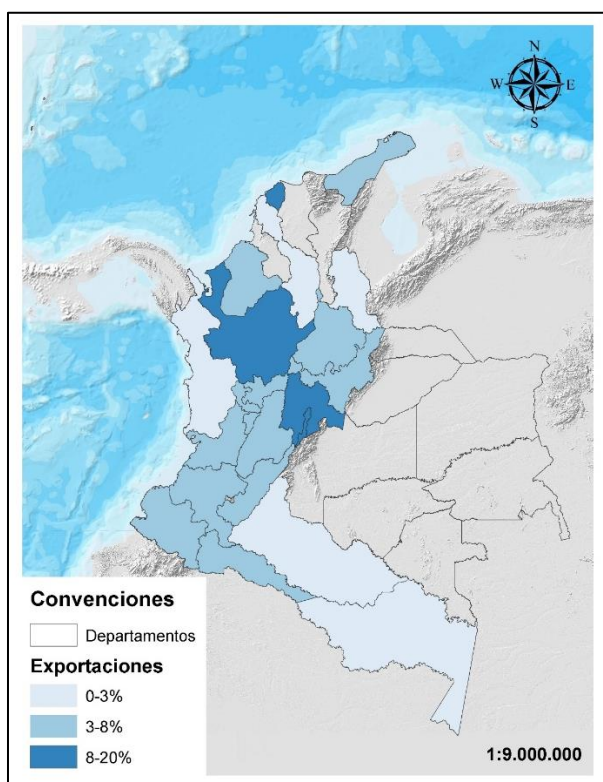 N
W E
S
Convenciones
Departamentos
Exportaciones
0-3%
3-8%
8-20%
1:9.000.000